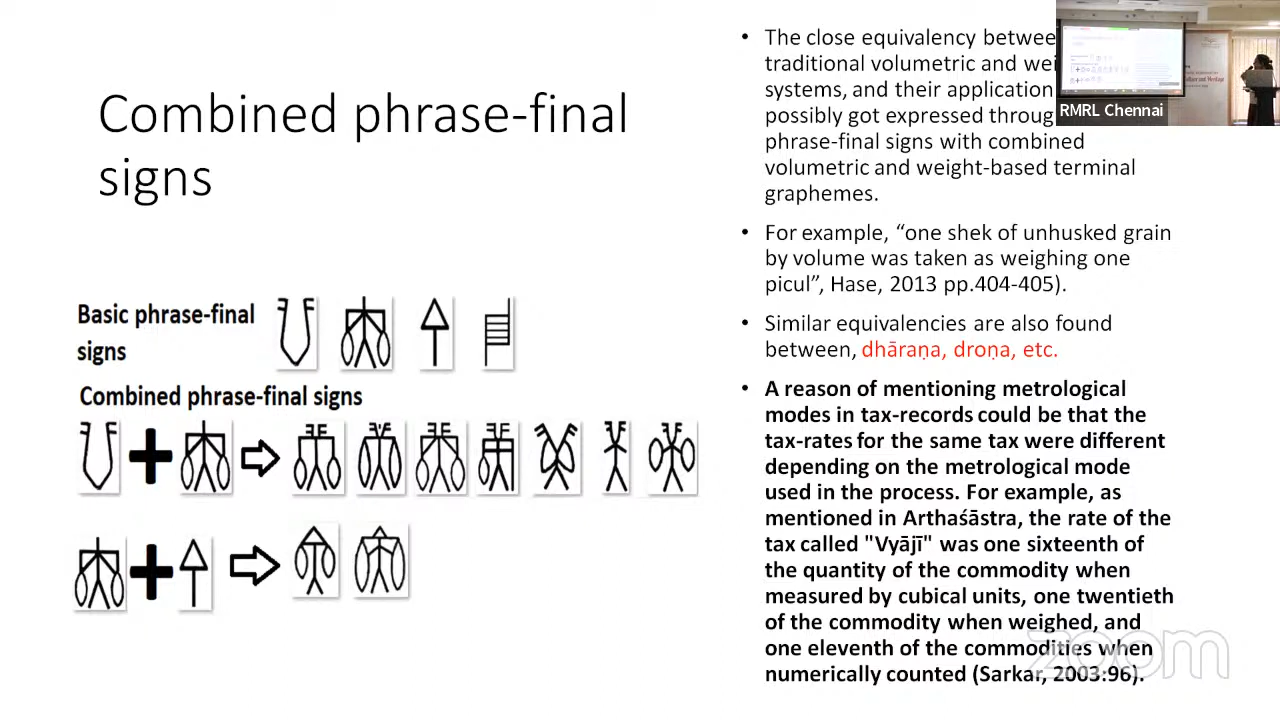 Combined phrase-final
signs
Basic phrase-final
signs
Combined phrase-final signs
• The close equivalency
traditional volumetric and
systems, and their application
possibly got expressed
phrase-final signs with combined
volumetric and weight-based terminal
graphemes.
• For example, “one shek of unhusked grain
by volume was taken as weighing one
picul”, Hase, 2013 pp.404-405).
• Similar equivalencies are also found
between, dhāraṇa, droṇa, etc.
• A reason of mentioning metrological
modes in tax-records could be that the
tax-rates for the same tax were different
depending on the metrological mode
used in the process. For example, as
mentioned in Arthaśāstra, the rate of the
tax called "Vyājī" was one sixteenth of
the quantity of the commodity when
measured by cubical units, one twentieth
of the commodity when weighed, and
one eleventh of the commodities when
numerically counted (Sarkar, 2003:96).
RMRL Chennai
zoom